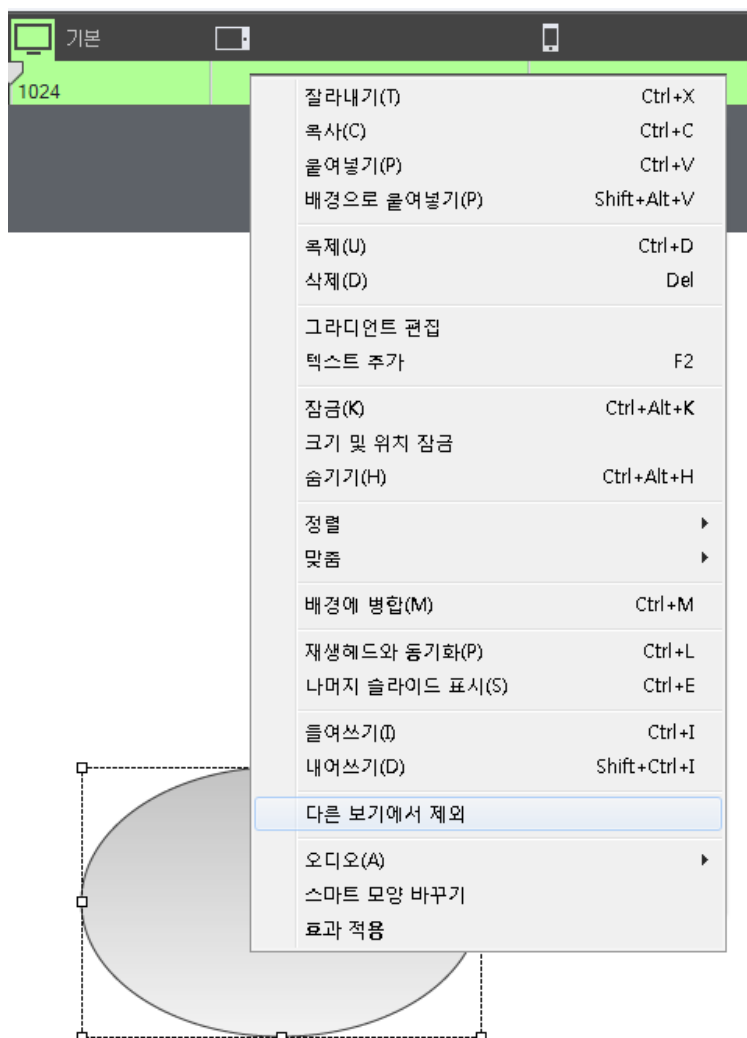 기본
1024
잘라내기(T) Ctrl+X
복사(C) Ctrl+C
붙여넣기(P) Ctrl+V
배경으로 붙여넣기(P) Shift+Alt+V
복제(U) Ctrl+D
삭제(D) Del
그라디언트 편집
텍스트 추가 F2
잠금(K) Ctrl+Alt+K
크기 및 위치 잠금
숨기기(H) Ctrl+Alt+H
정렬
맞춤
배경에 병합(M) Ctrl+M
재생헤드와 동기화(P) Ctrl+L
나머지 슬라이드 표시(S) Ctrl+E
들여쓰기(I) Ctrl+I
내어쓰기(D) Shift+Ctrl+I
다른 보기에서 제외
오디오(A)
스마트 모양 바꾸기
효과 적용